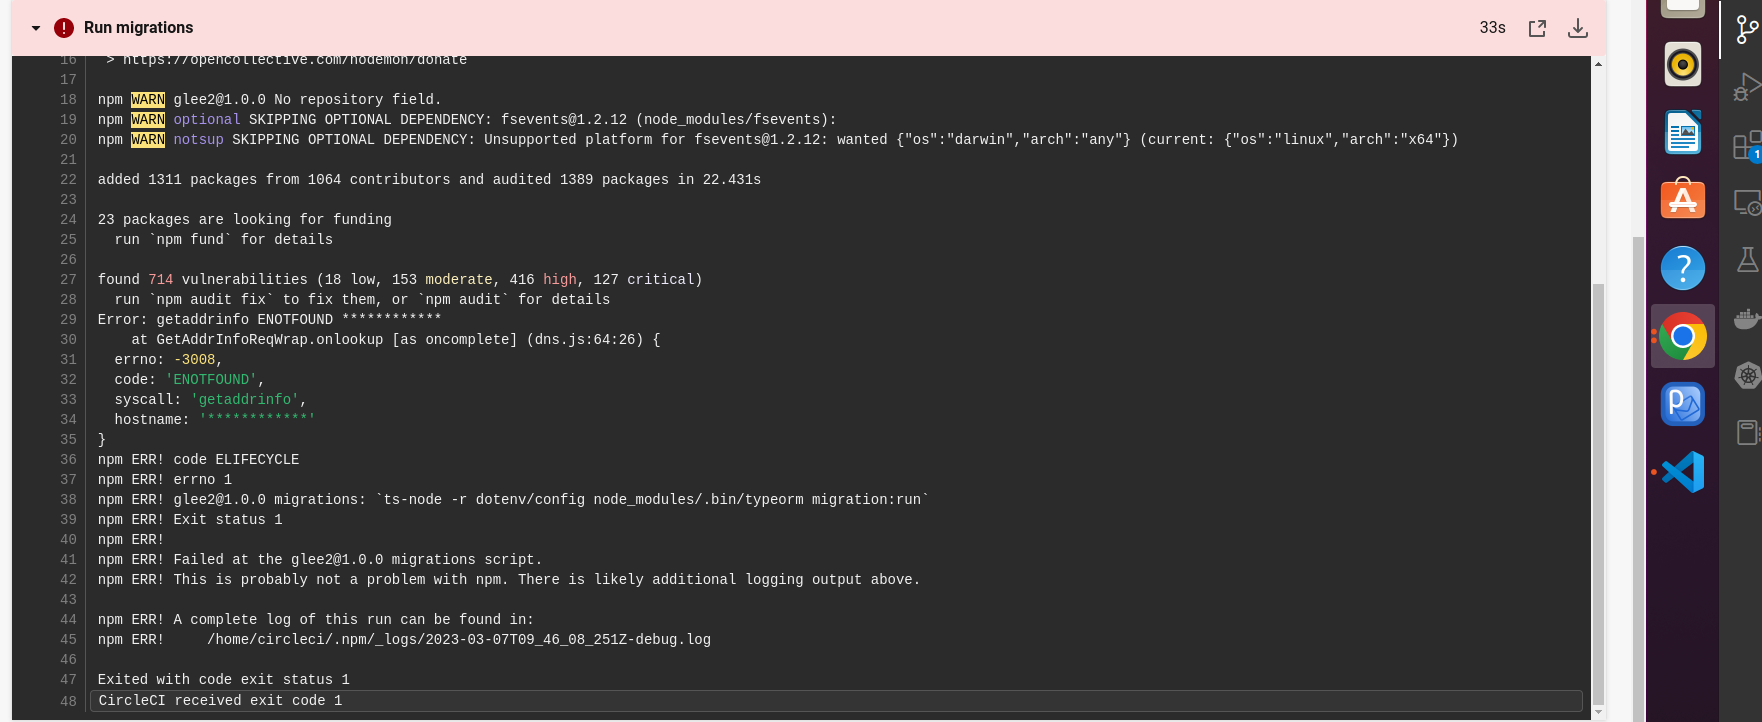 Run migrations
33s
16 > https://opencollective.com/nodemon/donate
17
18 npm WARN glee2@1.0.0 No repository field.
19 npm WARN optional SKIPPING OPTIONAL DEPENDENCY: fsevents@1.2.12 (node_modules/fsevents):
20 npm WARN notsup SKIPPING OPTIONAL DEPENDENCY: Unsupported platform for fsevents@1.2.12: wanted {"os":"darwin","arch":"any"} (current: {"os":"linux","arch":"x64"})
21
22 added 1311 packages from 1064 contributors and audited 1389 packages in 22.431s
23
24 23 packages are looking for funding
25   run `npm fund` for details
26
27 found 714 vulnerabilities (18 low, 153 moderate, 416 high, 127 critical)
28   run `npm audit fix` to fix them, or `npm audit` for details
29 Error: getaddrinfo ENOTFOUND ************
30     at GetAddrInfoReqWrap.onlookup [as oncomplete] (dns.js:64:26) {
31   errno: -3008,
32   code: 'ENOTFOUND',
33   syscall: 'getaddrinfo',
34   hostname: '************'
35 }
36 npm ERR! code ELIFECYCLE
37 npm ERR! errno 1
38 npm ERR! glee2@1.0.0 migrations: `ts-node -r dotenv/config node_modules/.bin/typeorm migration:run`
39 npm ERR! Exit status 1
40 npm ERR!
41 npm ERR! Failed at the glee2@1.0.0 migrations script.
42 npm ERR! This is probably not a problem with npm. There is likely additional logging output above.
43
44 npm ERR! A complete log of this run can be found in:
45 npm ERR!     /home/circleci/.npm/_logs/2023-03-07T09_46_08_251Z-debug.log
46
47 Exited with code exit status 1
48 CircleCI received exit code 1
1